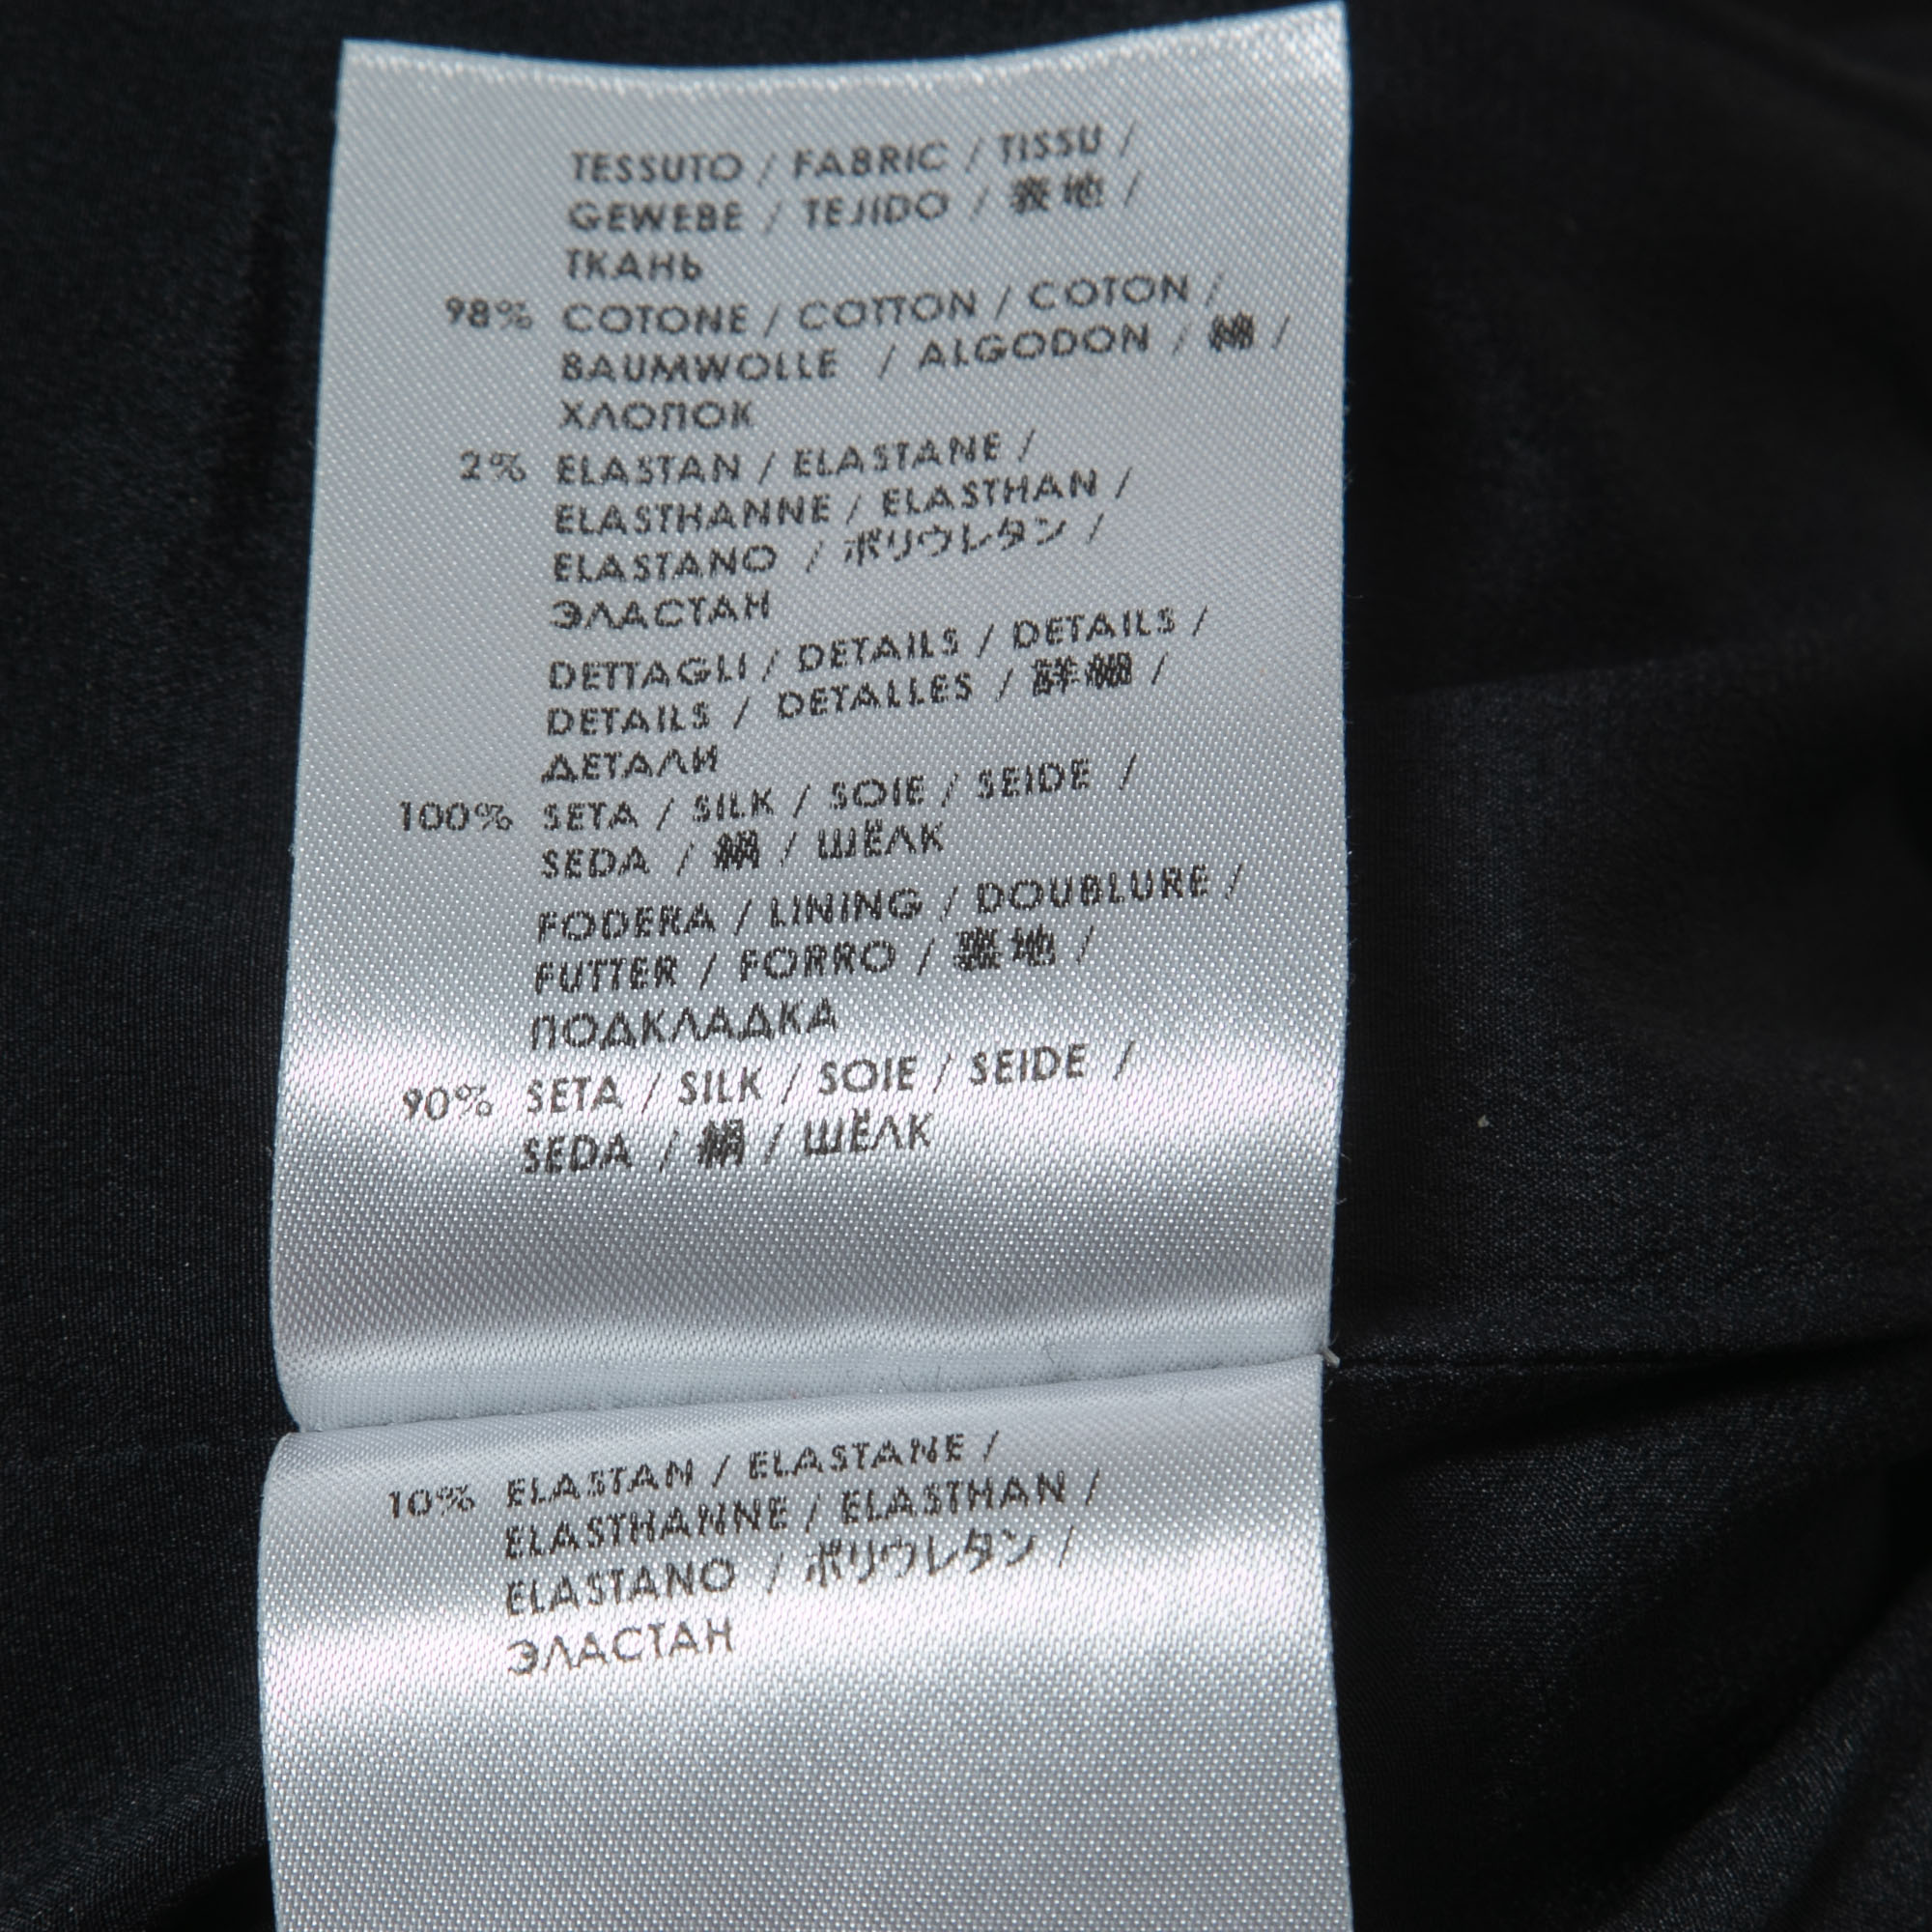 TESSUTO / FABRIC / TISSU /
GEWEBE / TEJIDO / 表地 /
ТКАНЬ
98% COTONE / COTTON / COTON /
BAUMWOLLE / ALGODON / 綿 /
ХЛОПОК
2% ELASTAN / ELASTANE /
ELASTHANNE / ELASTHAN /
ELASTANO / ポリウレタン /
ЭЛАСТАН
DETTAGLI / DETAILS / DETAILS /
DETAILS / DETALLES / 詳細 /
ДЕТАЛИ
100% SETA / SILK / SOIE / SEIDE /
SEDA / 絹 / ШЁЛК
FODERA / LINING / DOUBLURE /
FUTTER / FORRO / 裏地 /
ПОДКЛАДКА
90% SETA / SILK / SOIE / SEIDE /
SEDA / 絹 / ШЁЛК
10% ELASTAN / ELASTANE /
ELASTHANNE / ELASTHAN /
ELASTANO / ポリウレタン /
ЭЛАСТАН